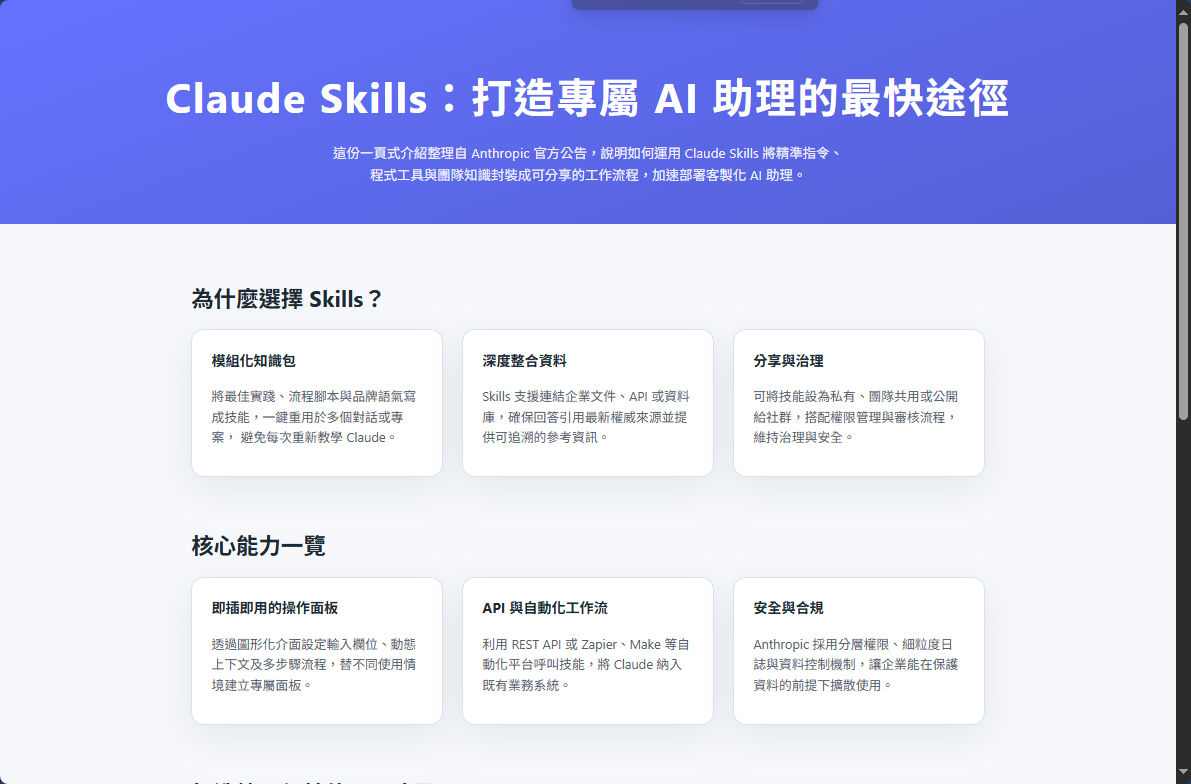 Claude Skills：打造專屬 AI 助理的最快途徑
這份一頁式介紹整理自 Anthropic 官方公告，說明如何運用 Claude Skills 將精準指令、
程式工具與團隊知識封裝成可分享的工作流程，加速部署客製化 AI 助理。
為什麼選擇 Skills？
模組化知識包
將最佳實踐、流程腳本與品牌語氣寫
成技能，一鍵重用於多個對話或專
案， 避免每次重新教學 Claude。
深度整合資料
Skills 支援連結企業文件、API 或資料
庫，確保回答引用最新權威來源並提
供可追溯的參考資訊。
分享與治理
可將技能設為私有、團隊共用或公開
給社群，搭配權限管理與審核流程，
維持治理與安全。
核心能力一覽
即插即用的操作面板
透過圖形化介面設定輸入欄位、動態
上下文及多步驟流程，替不同使用情
境建立專屬面板。
API 與自動化工作流
利用 REST API 或 Zapier、Make 等自
動化平台呼叫技能，將 Claude 納入
既有業務系統。
安全與合規
Anthropic 採用分層權限、細粒度日
誌與資料控制機制，讓企業能在保護
資料的前提下擴散使用。